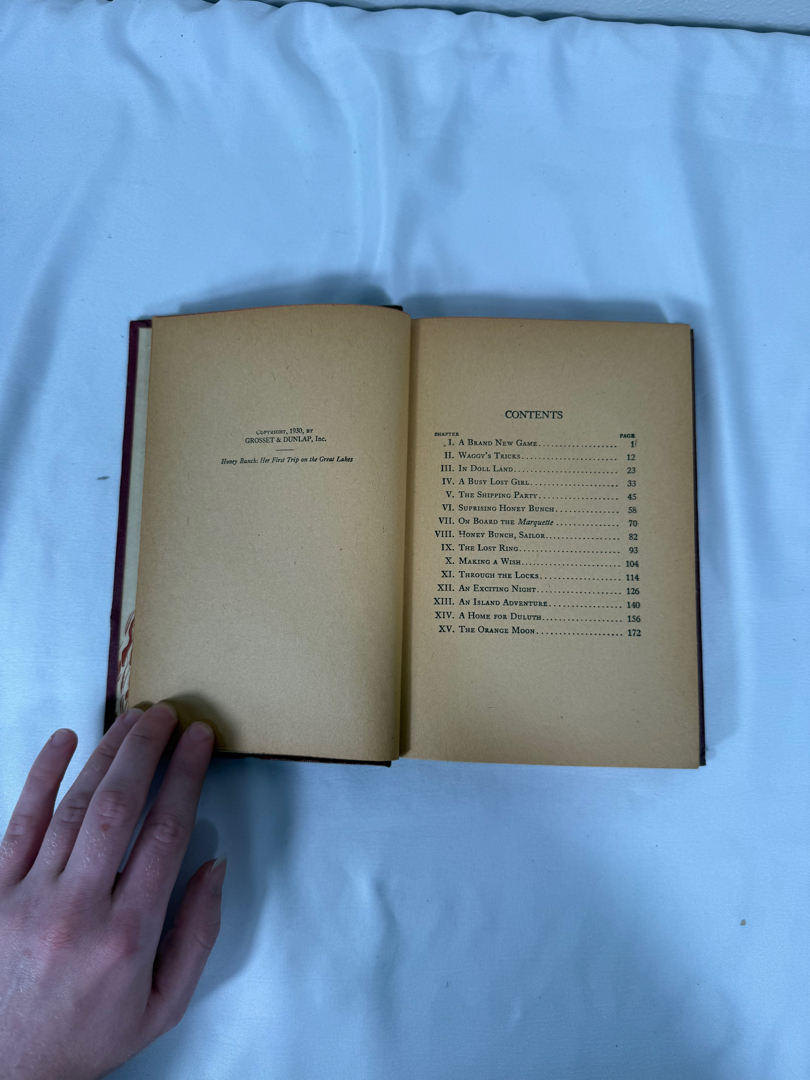 Copyright, 1930, by
GROSSET & DUNLAP, Inc.
Honey Bunch: Her First Trip on the Great Lakes
CONTENTS
CHAPTER PAGE
I. A Brand New Game 1
II. Waggy's Tricks 12
III. In Doll Land 23
IV. A Busy Lost Girl 33
V. The Shipping Party 45
VI. Suprising Honey Bunch 58
VII. On Board the Marquette 70
VIII. Honey Bunch, Sailor 82
IX. The Lost Ring 93
X. Making a Wish 104
XI. Through the Locks 114
XII. An Exciting Night 126
XIII. An Island Adventure 140
XIV. A Home for Duluth 156
XV. The Orange Moon 172